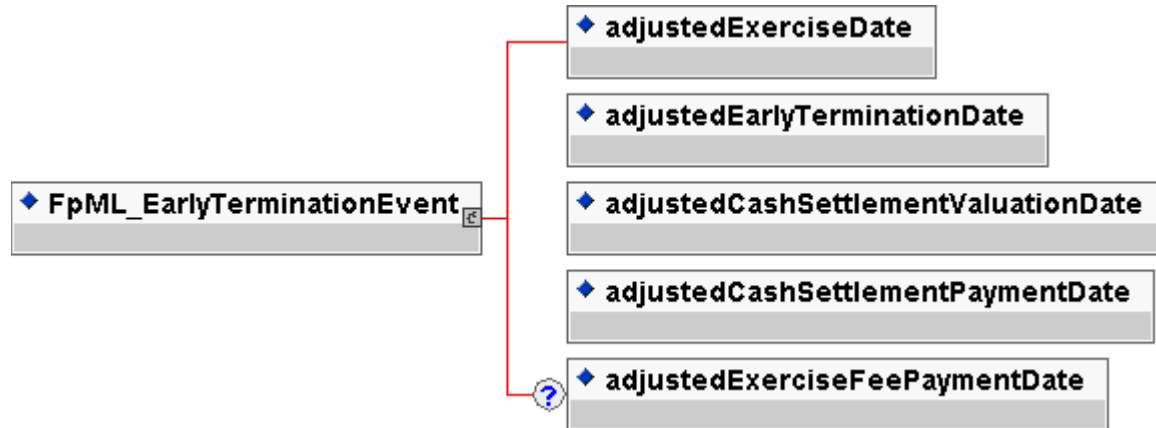 adjustedExerciseDate
adjustedEarlyTerminationDate
FpML_EarlyTerminationEvent
adjustedCashSettlementValuationDate
adjustedCashSettlementPaymentDate
? adjustedExerciseFeePaymentDate